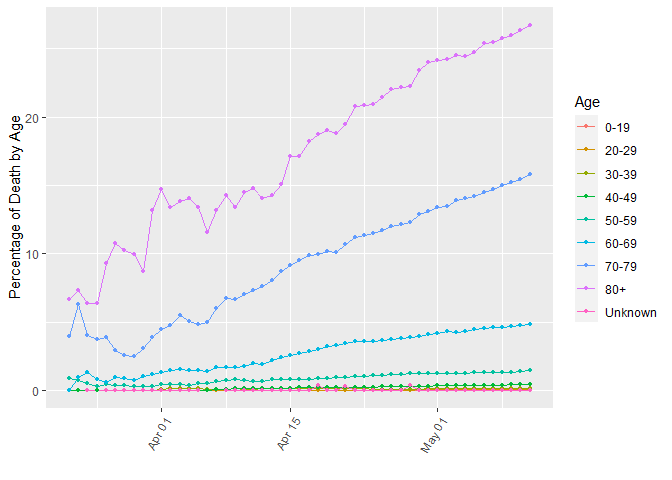 Percentage of Death by Age
20
10
0
Apr 01
Apr 15
May 01
Age
0-19
20-29
30-39
40-49
50-59
60-69
70-79
80+
Unknown